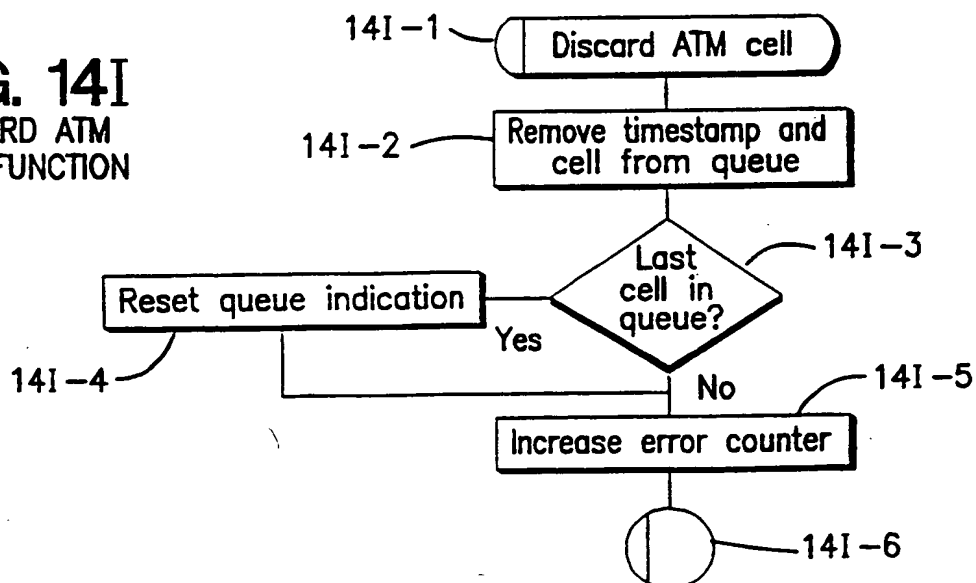 14I-1
Discard ATM cell
G. 14I
RD ATM
FUNCTION
14I-2
Remove timestamp and
cell from queue
14I-3
Last
cell in
queue?
Reset queue indication
Yes
14I-4
No
14I-5
Increase error counter
14I-6